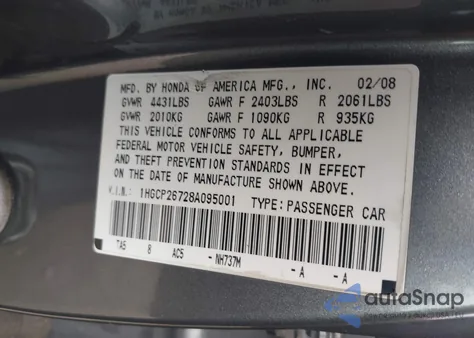 MFD. BY HONDA OF AMERICA MFG., INC. 02/08
GVWR 4431LBS GAWR F 2403LBS R 2061LBS
GVWR 2010KG GAWR F 1090KG R 935KG
THIS VEHICLE CONFORMS TO ALL APPLICABLE
FEDERAL MOTOR VEHICLE SAFETY, BUMPER,
AND THEFT PREVENTION STANDARDS IN EFFECT
ON THE DATE OF MANUFACTURE SHOWN ABOVE.
V.I.N.: 1HGCP26728A095001 TYPE: PASSENGER CAR
TA5 8 AC5 -NH737M -A -A
autoSnap